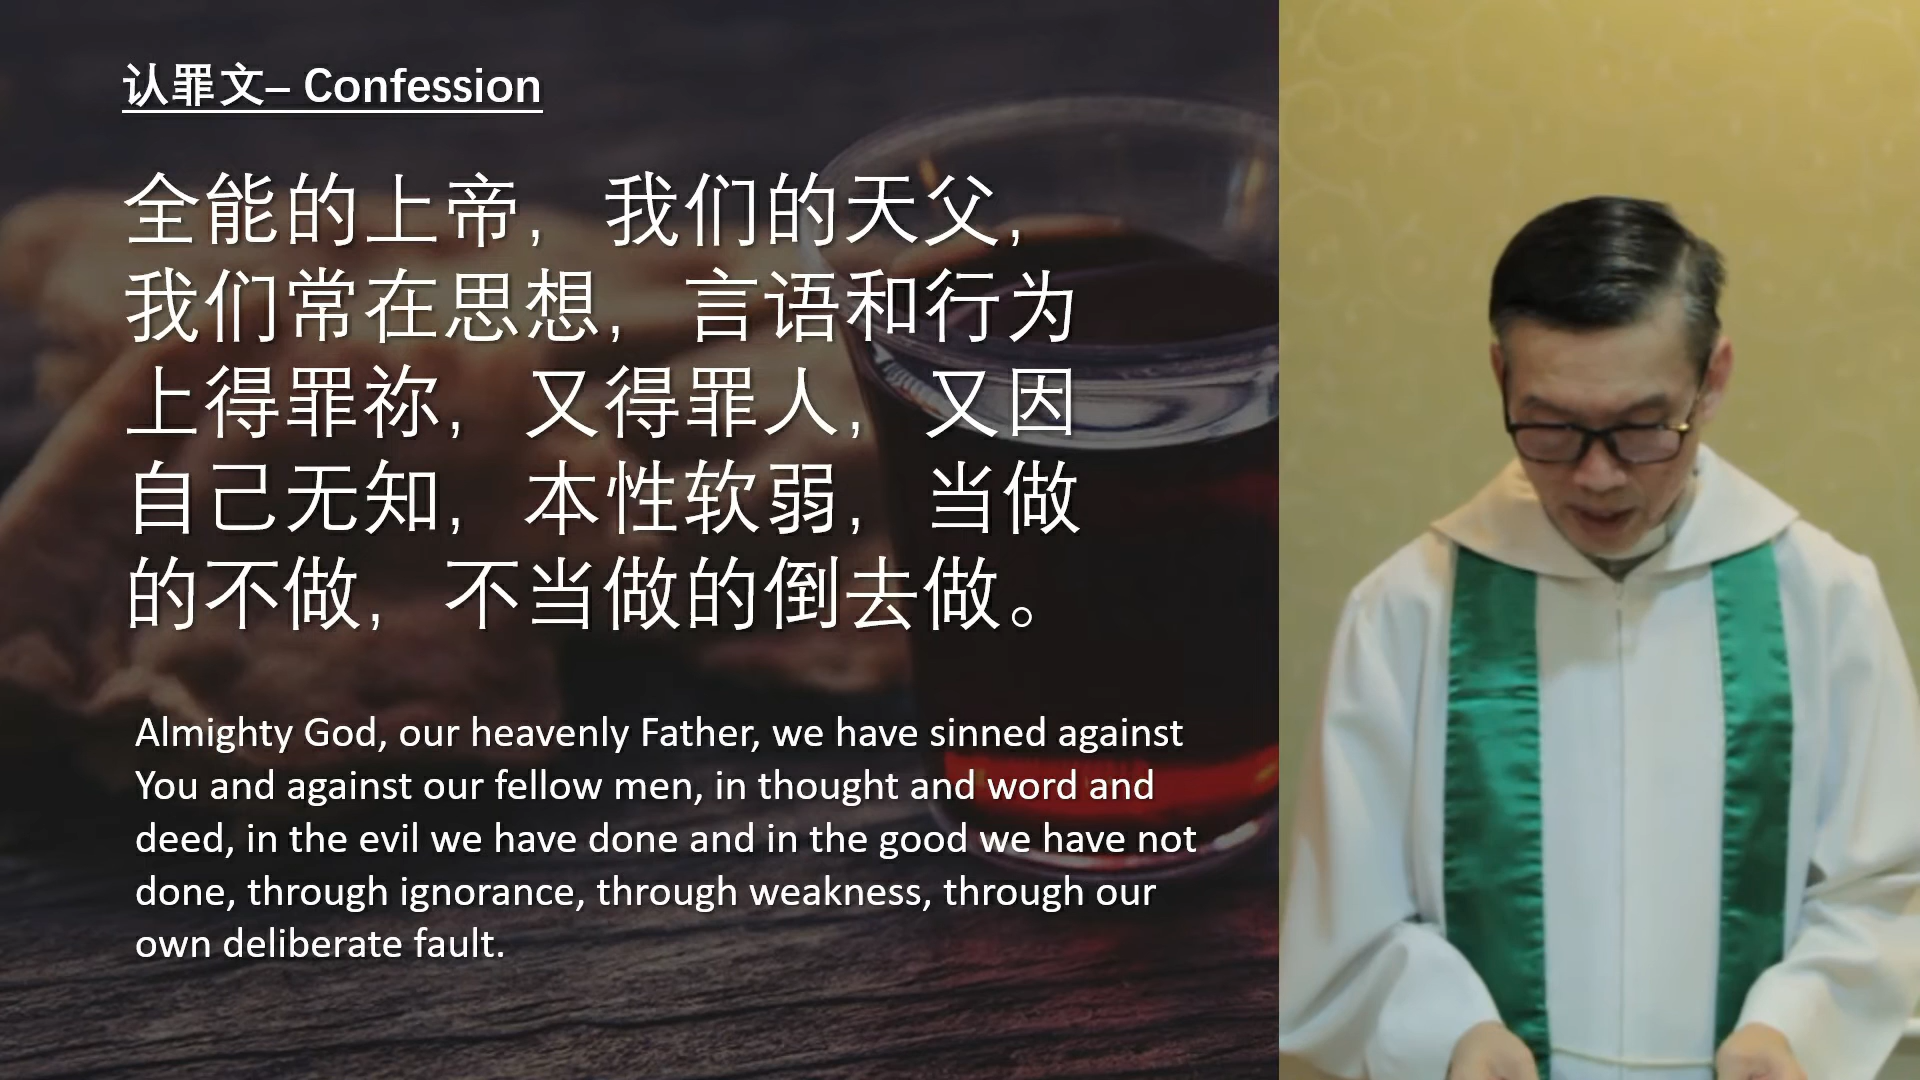 认罪文– Confession
全能的上帝，我们的天父，
我们常在思想，言语和行为
上得罪祢，又得罪人，又因
自己无知，本性软弱，当做
的不做，不当做的倒去做。
Almighty God, our heavenly Father, we have sinned against
You and against our fellow men, in thought and word and
deed, in the evil we have done and in the good we have not
done, through ignorance, through weakness, through our
own deliberate fault.